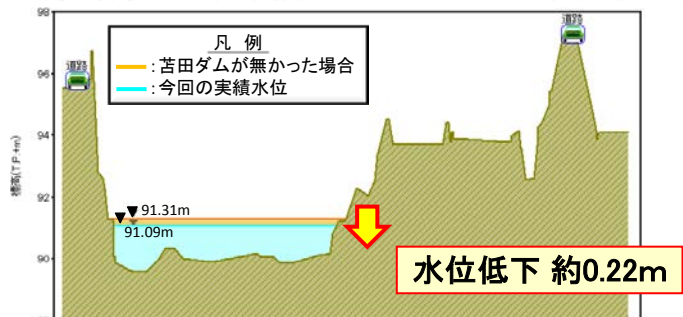 98
道路
道路
凡 例
:苫田ダムが無かった場合
:今回の実績水位
96
94
標高(T.P.+m)
92
▼ 91.31m
▼
91.09m
90
水位低下 約0.22m